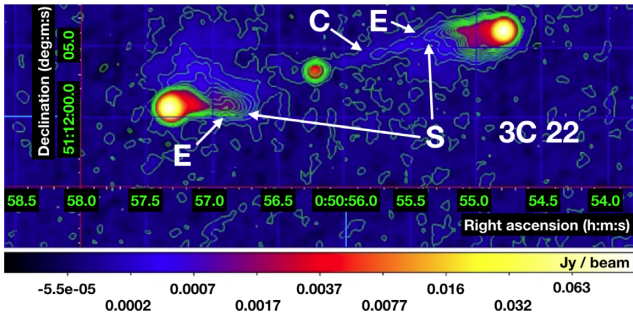 C E
E
S
3C 22
Declination (deg:m:s)
05.0
51:12:00.0
58.5 58.0 57.5 57.0 56.5 0:50:56.0 55.5 55.0 54.5 54.0
Right ascension (h:m:s)
Jy / beam
-5.5e-05 0.0007 0.0037 0.016 0.063
0.0002 0.0017 0.0077 0.032